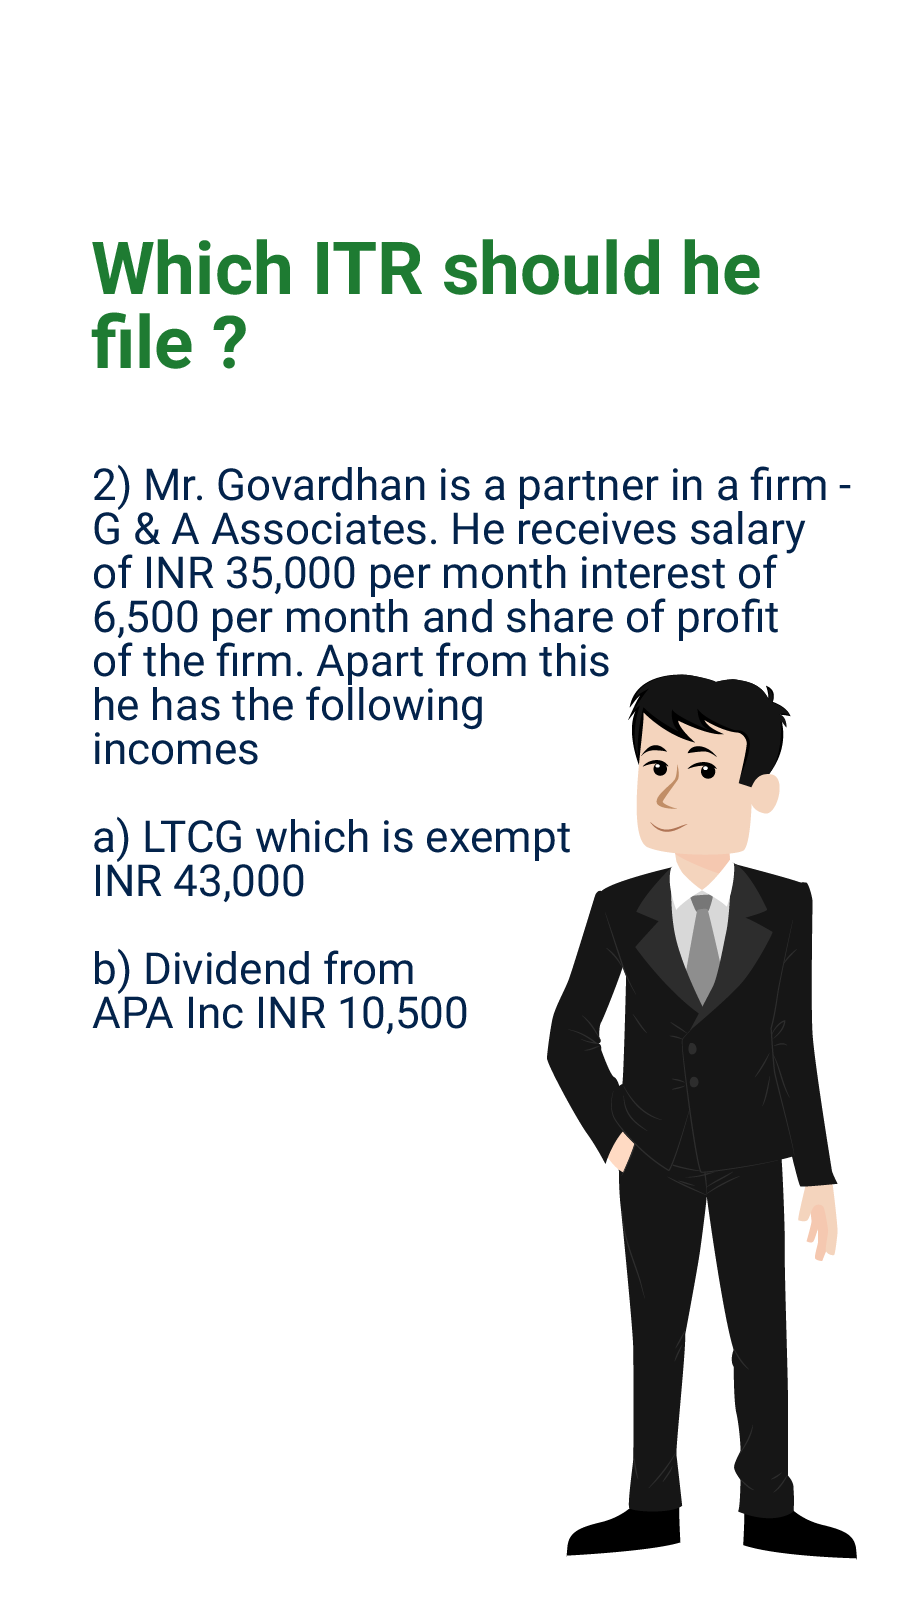 Which ITR should he
file ?
2) Mr. Govardhan is a partner in a firm -
G & A Associates. He receives salary
of INR 35,000 per month interest of
6,500 per month and share of profit
of the firm. Apart from this
he has the following
incomes
a) LTCG which is exempt
INR 43,000
b) Dividend from
APA Inc INR 10,500